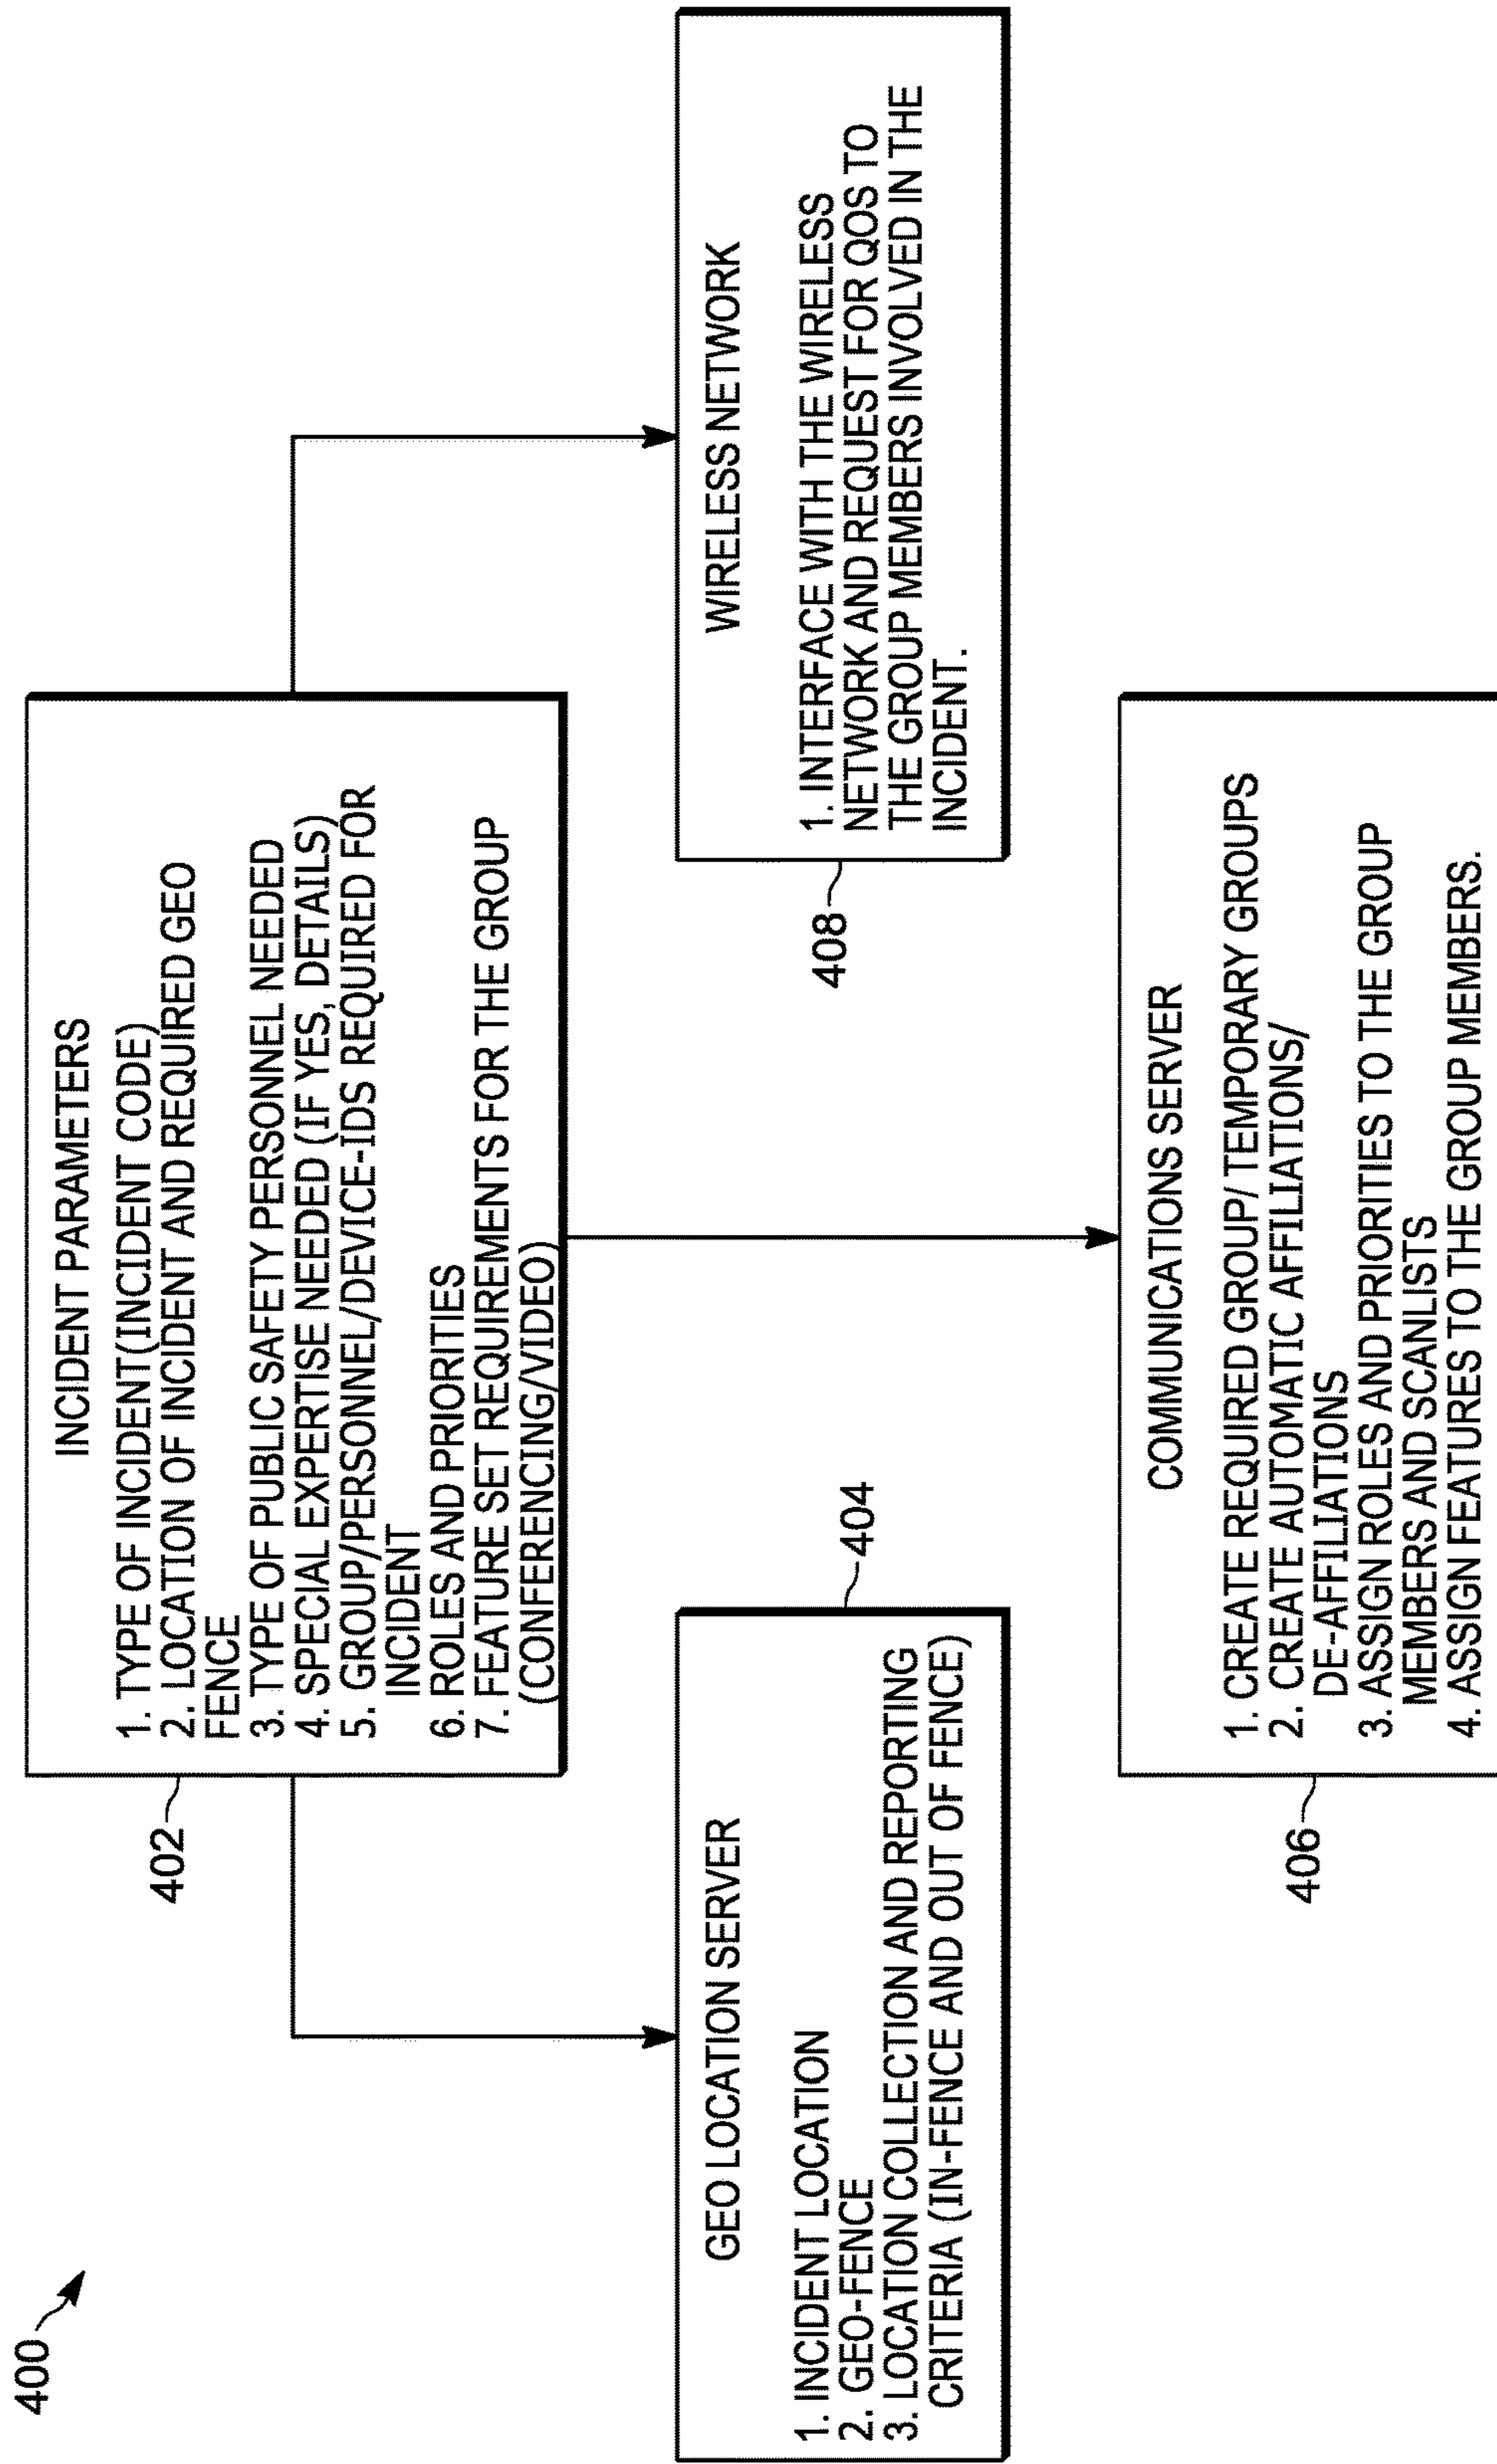 400
402
INCIDENT PARAMETERS
1. TYPE OF INCIDENT(INCIDENT CODE)
2. LOCATION OF INCIDENT AND REQUIRED GEO
FENCE
3. TYPE OF PUBLIC SAFETY PERSONNEL NEEDED
4. SPECIAL EXPERTISE NEEDED (IF YES, DETAILS)
5. GROUP/PERSONNEL/DEVICE-IDS REQUIRED FOR
INCIDENT
6. ROLES AND PRIORITIES
7. FEATURE SET REQUIREMENTS FOR THE GROUP
(CONFERENCING/VIDEO)
GEO LOCATION SERVER
1. INCIDENT LOCATION
2. GEO-FENCE
3. LOCATION COLLECTION AND REPORTING
CRITERIA (IN-FENCE AND OUT OF FENCE)
404
408
WIRELESS NETWORK
1. INTERFACE WITH THE WIRELESS
NETWORK AND REQUEST FOR QOS TO
THE GROUP MEMBERS INVOLVED IN THE
INCIDENT.
406
COMMUNICATIONS SERVER
1. CREATE REQUIRED GROUP/ TEMPORARY GROUPS
2. CREATE AUTOMATIC AFFILIATIONS/
DE-AFFILIATIONS
3. ASSIGN ROLES AND PRIORITIES TO THE GROUP
MEMBERS AND SCANLISTS
4. ASSIGN FEATURES TO THE GROUP MEMBERS.